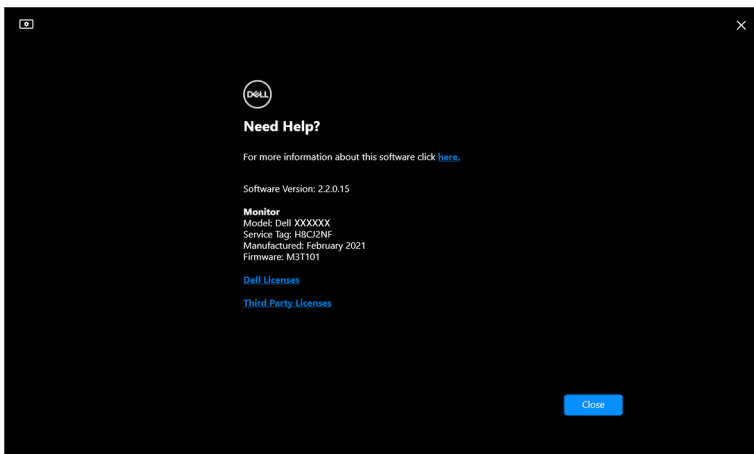 DELL
Need Help?
For more information about this software click here.
Software Version: 2.2.0.15
Monitor
Model: Dell XXXXXX
Service Tag: H8CJ2NF
Manufactured: February 2021
Firmware: M3T101
Dell Licenses
Third Party Licenses
Close